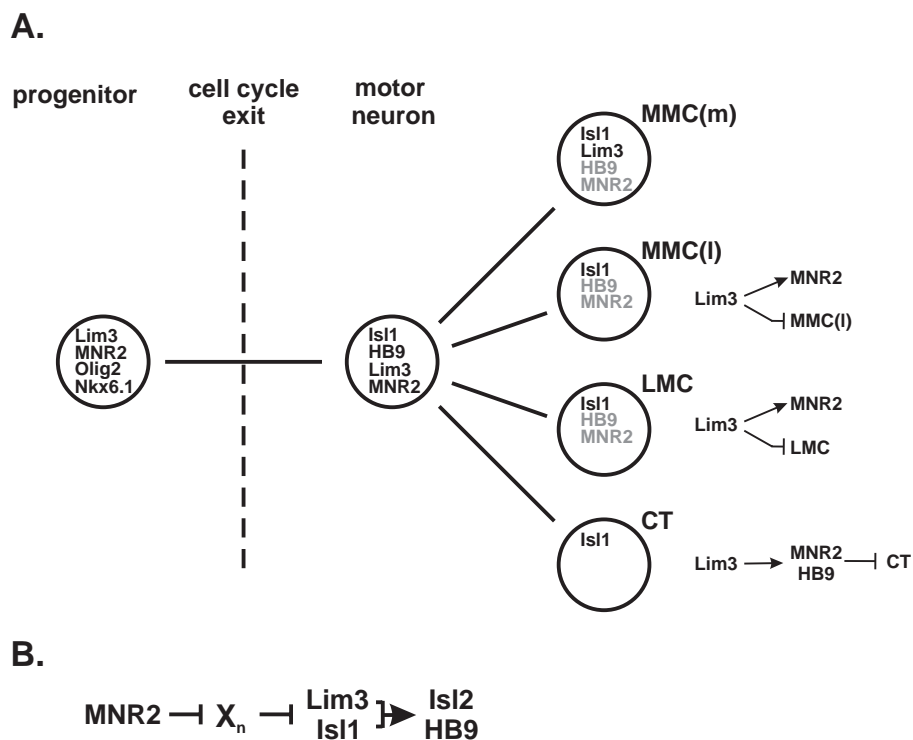 A.
progenitor
cell cycle
exit
motor
neuron
MMC(m)
Isl1
Lim3
HB9
MNR2
MMC(l)
Isl1
HB9
MNR2
Lim3
MNR2
MMC(l)
Lim3
MNR2
Olig2
Nkx6.1
Isl1
HB9
Lim3
MNR2
LMC
Isl1
HB9
MNR2
Lim3
MNR2
LMC
CT
Isl1
Lim3
MNR2
HB9
CT
B.
MNR2
Xn
Lim3
Isl1
Isl2
HB9